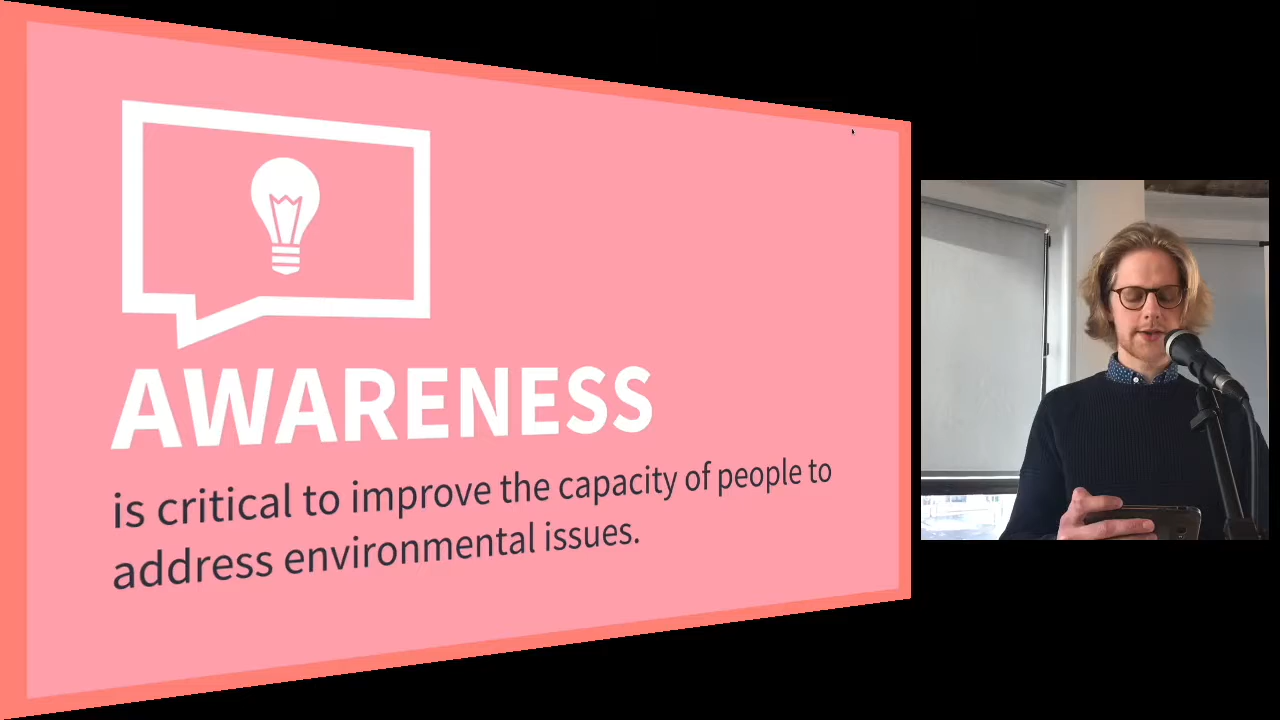 AWARENESS
is critical to improve the capacity of people to
address environmental issues.